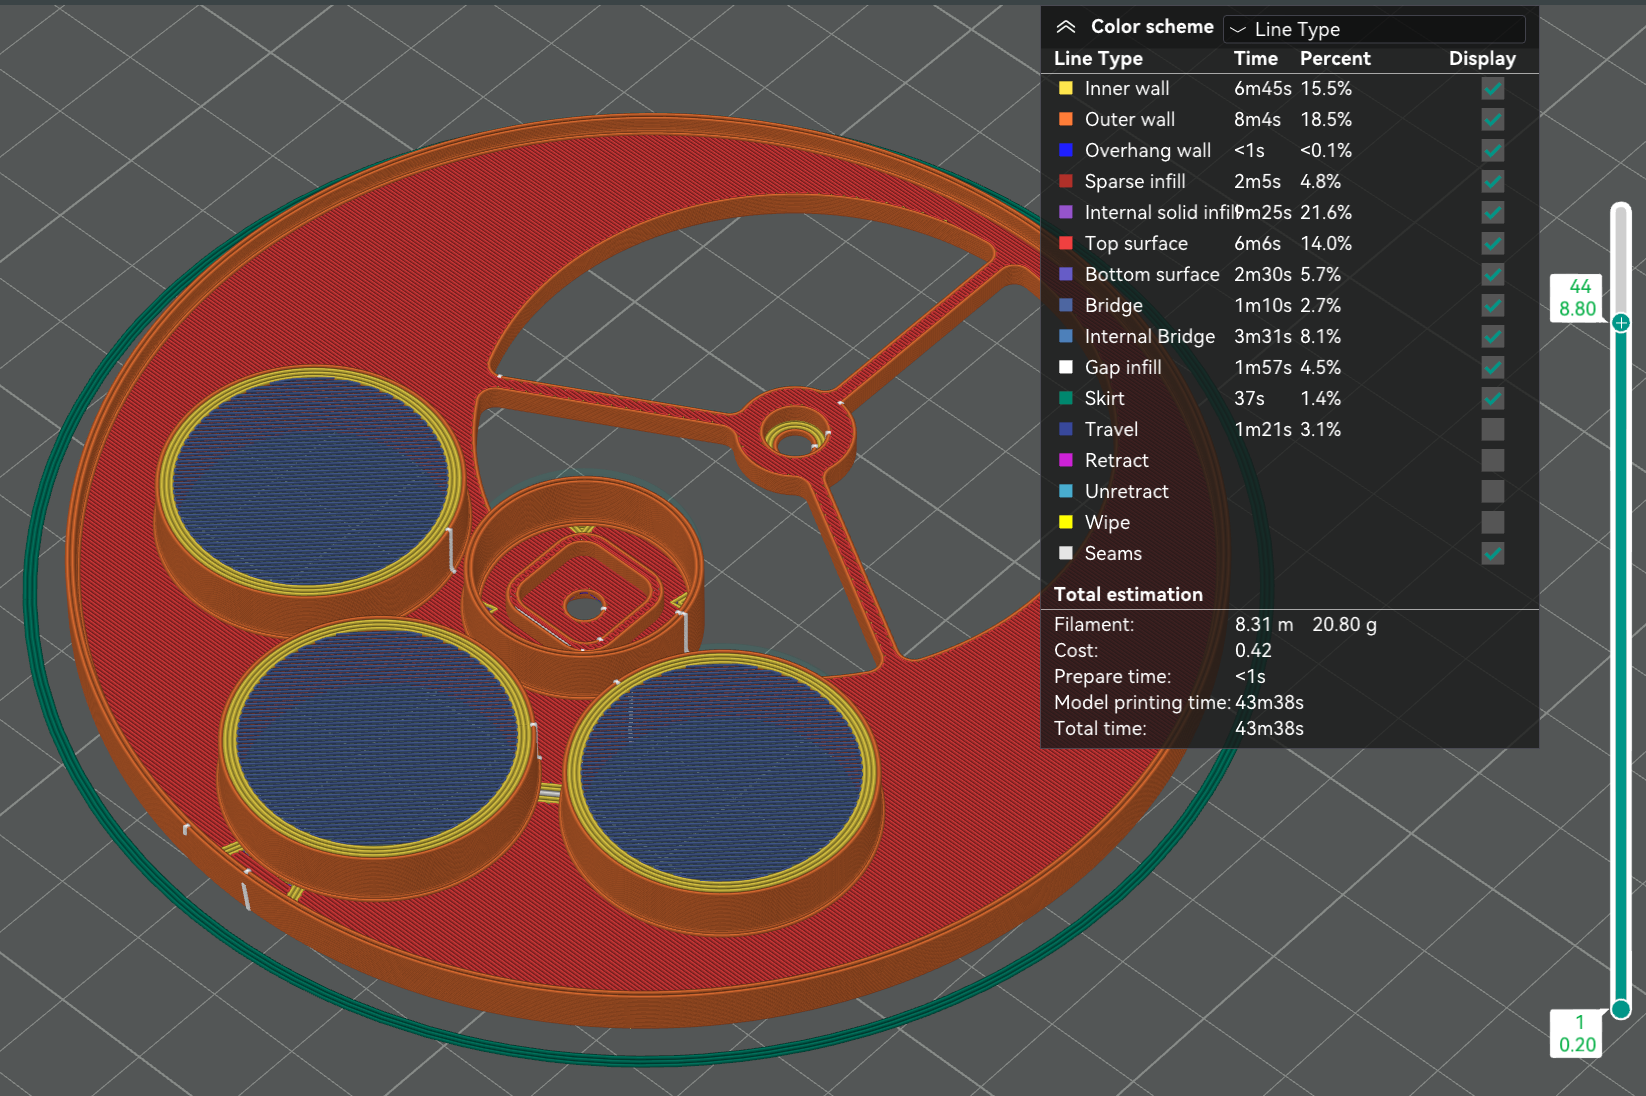 Color scheme Line Type
Line Type Time Percent Display
Inner wall 6m45s 15.5%
Outer wall 8m4s 18.5%
Overhang wall <1s <0.1%
Sparse infill 2m5s 4.8%
Internal solid infill 9m25s 21.6%
Top surface 6m6s 14.0%
Bottom surface 2m30s 5.7%
Bridge 1m10s 2.7%
Internal Bridge 3m31s 8.1%
Gap infill 1m57s 4.5%
Skirt 37s 1.4%
Travel 1m21s 3.1%
Retract
Unretract
Wipe
Seams
Total estimation
Filament: 8.31 m 20.80 g
Cost: 0.42
Prepare time: <1s
Model printing time: 43m38s
Total time: 43m38s
44
8.80
1
0.20